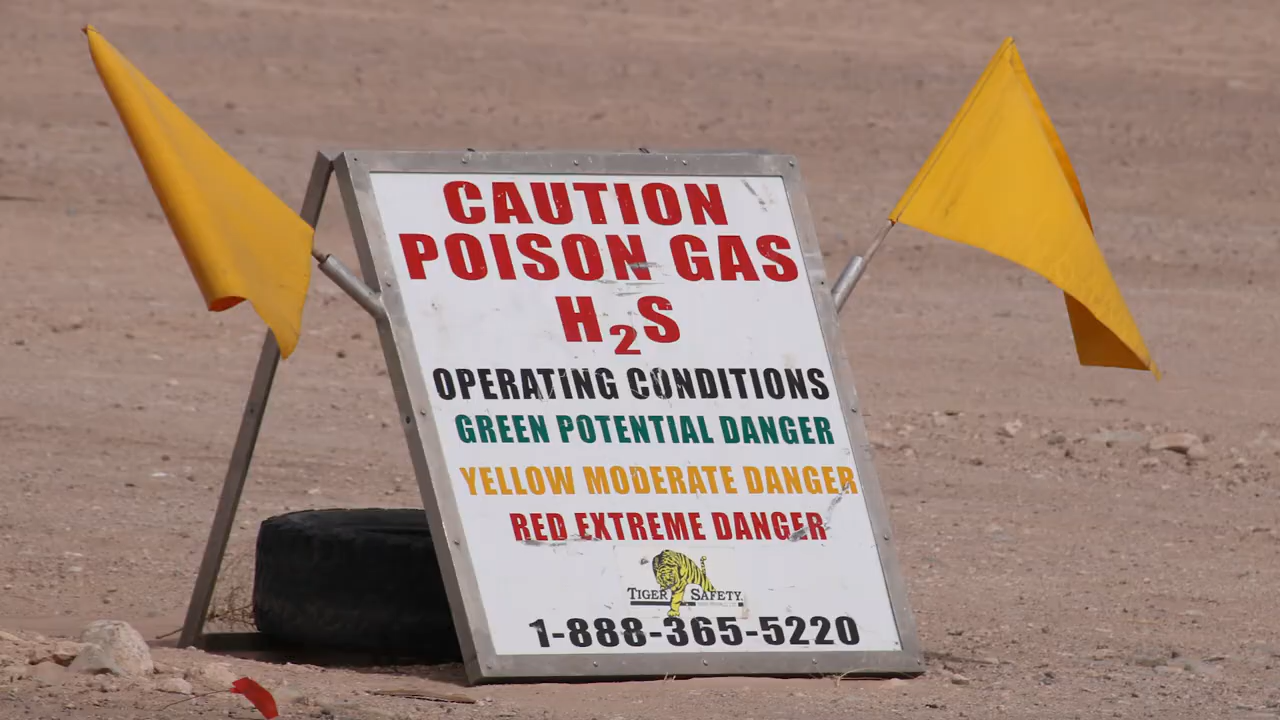 CAUTION
POISON GAS
H₂S
OPERATING CONDITIONS
GREEN POTENTIAL DANGER
YELLOW MODERATE DANGER
RED EXTREME DANGER
TIGER SAFETY.
1-888-365-5220